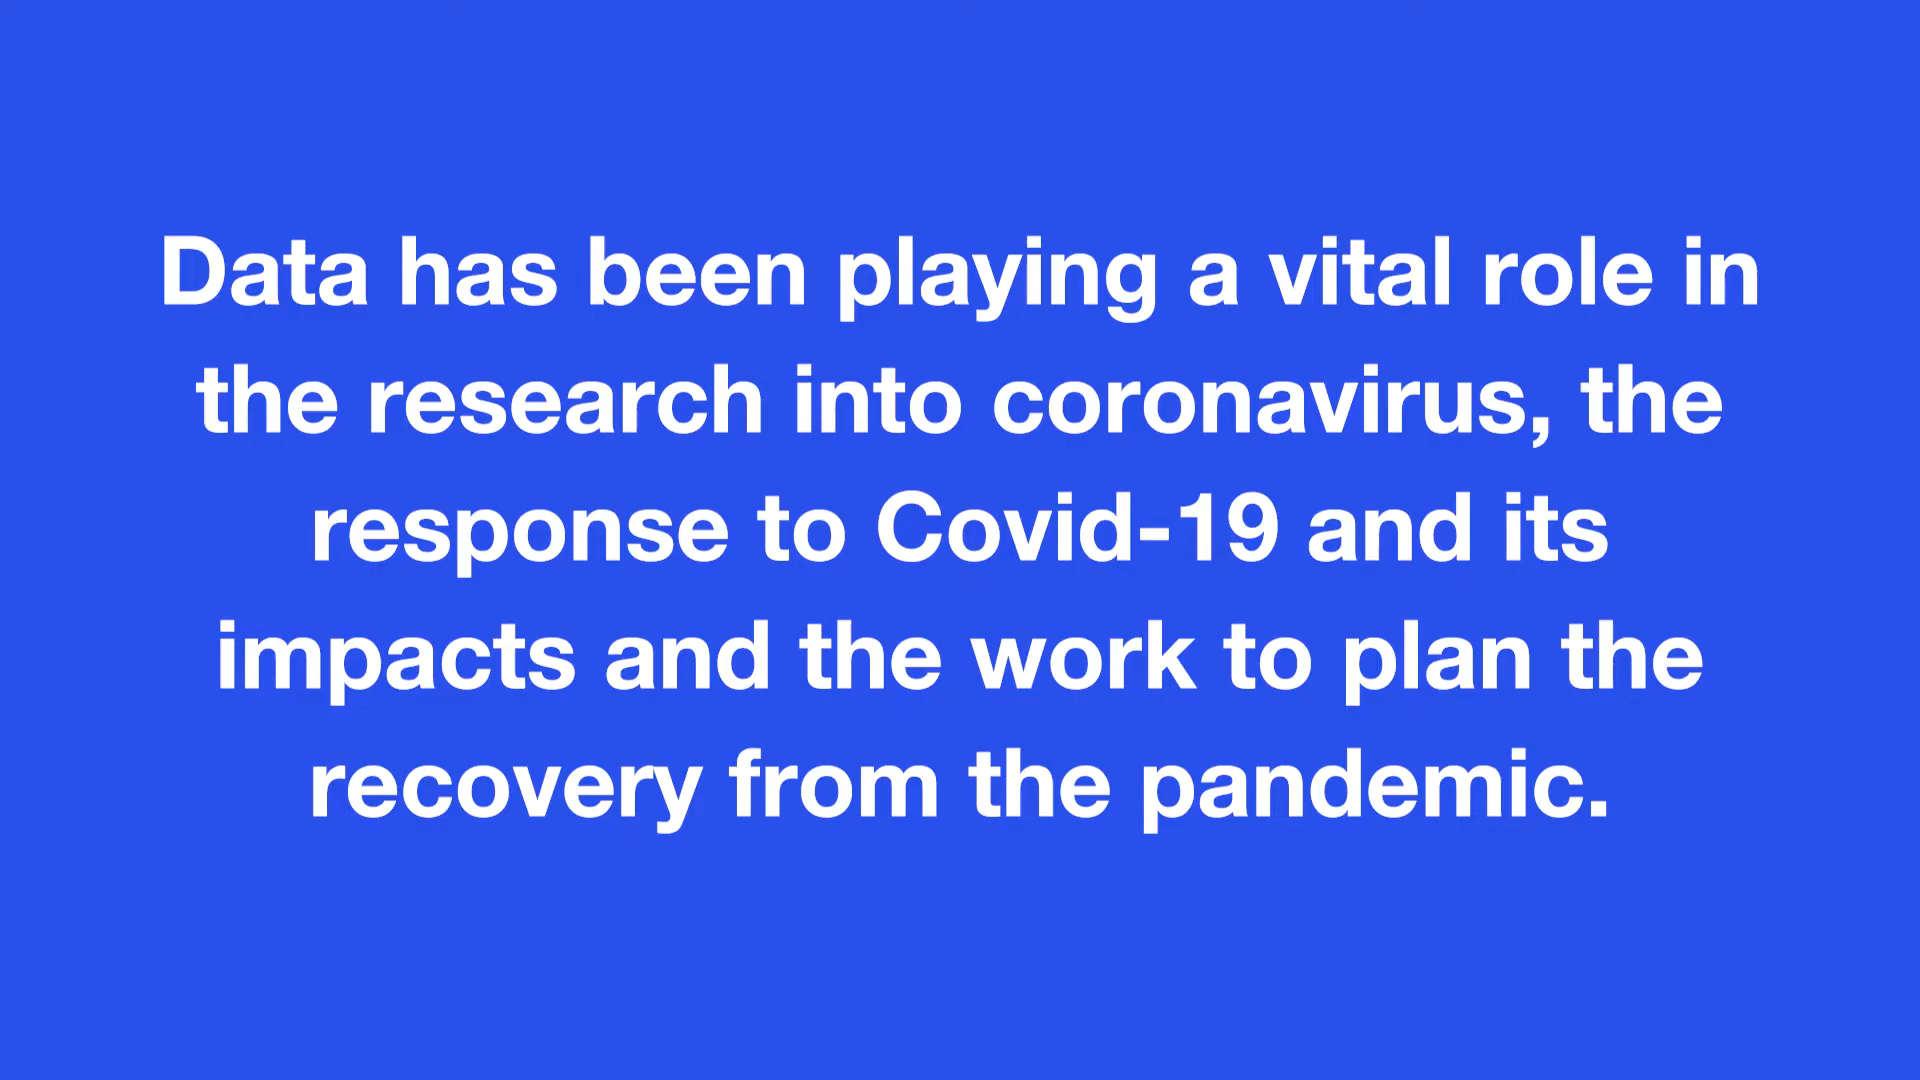 Data has been playing a vital role in
the research into coronavirus, the
response to Covid-19 and its
impacts and the work to plan the
recovery from the pandemic.